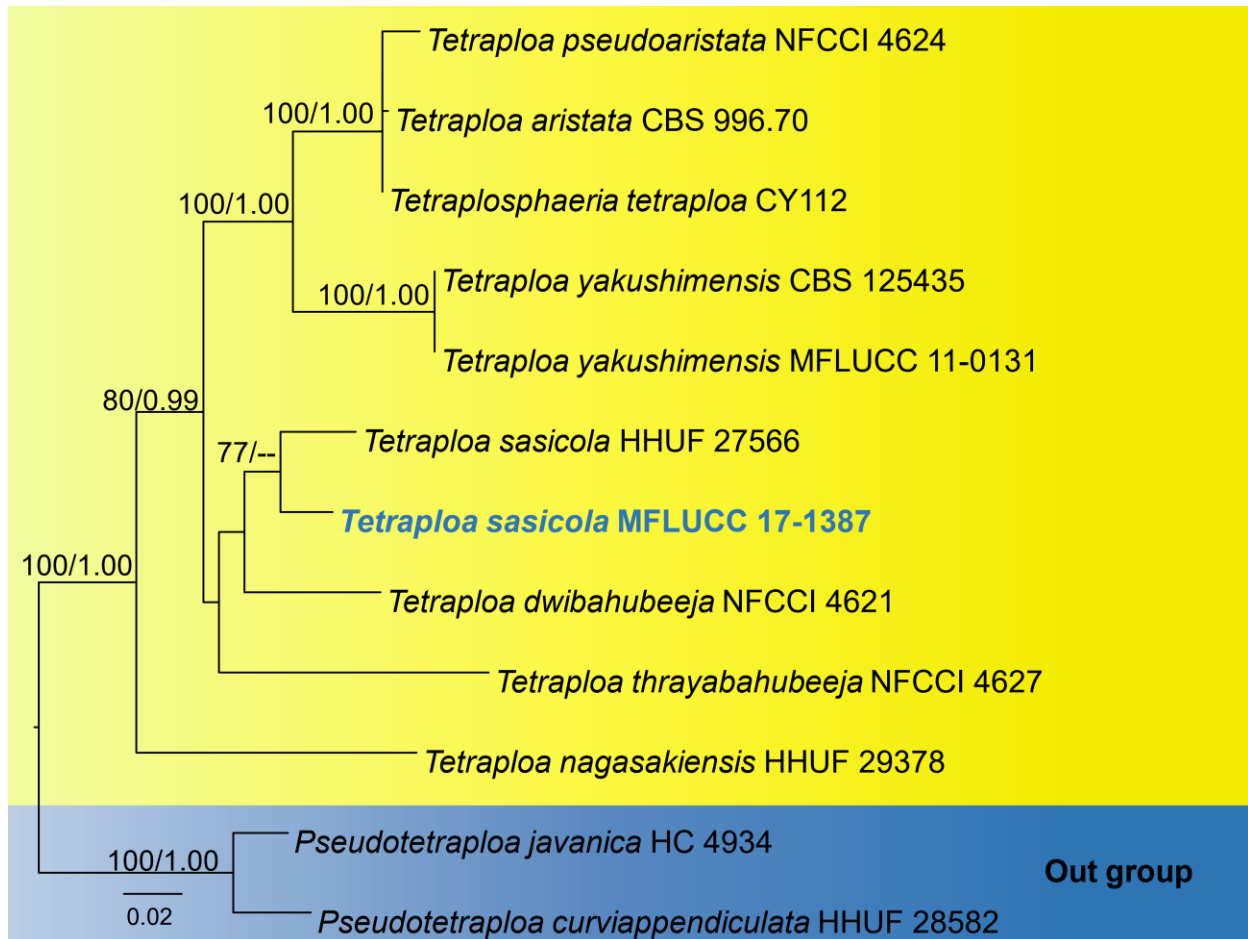 Tetraploa pseudoaristata NFCCI 4624
100/1.00
Tetraploa aristata CBS 996.70
Tetraplosphaeria tetraploa CY112
100/1.00
Tetraploa yakushimensis CBS 125435
100/1.00
Tetraploa yakushimensis MFLUCC 11-0131
80/0.99
Tetraploa sasicola HHUF 27566
77/--
Tetraploa sasicola MFLUCC 17-1387
100/1.00
Tetraploa dwibahubeeja NFCCI 4621
Tetraploa thrayabahubeeja NFCCI 4627
Tetraploa nagasakiensis HHUF 29378
Pseudotetraploa javanica HC 4934
100/1.00
Out group
0.02
Pseudotetraploa curviappendiculata HHUF 28582